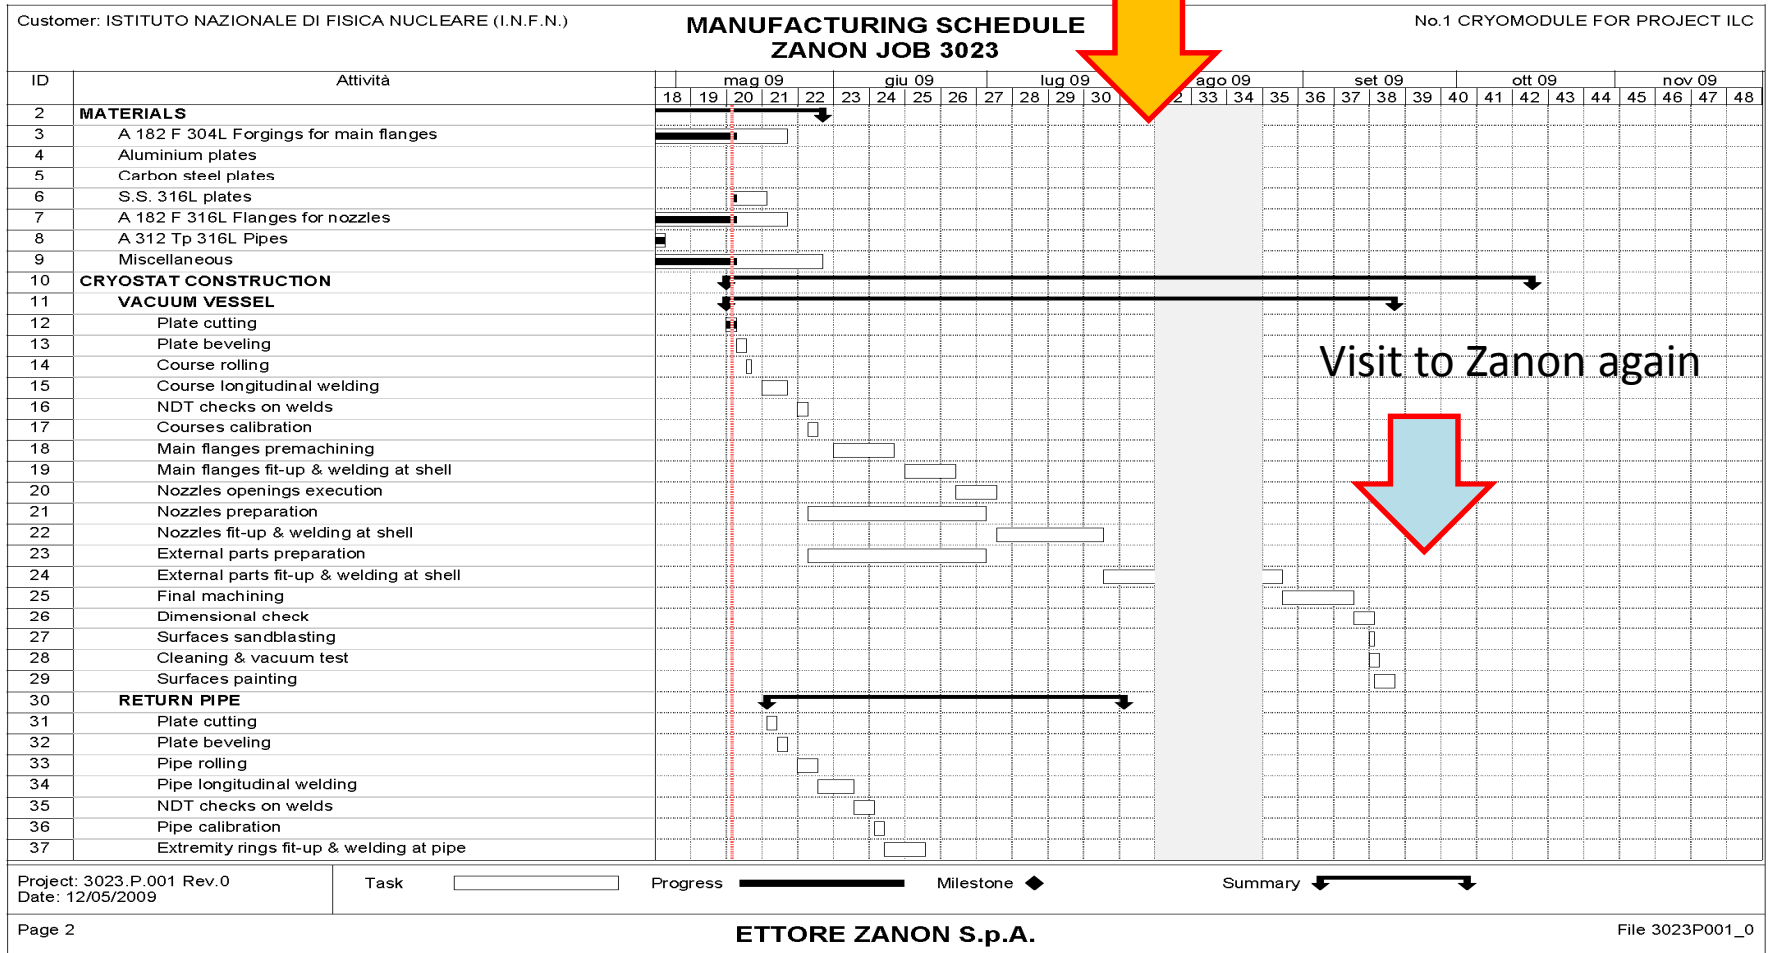 Customer: ISTITUTO NAZIONALE DI FISICA NUCLEARE (I.N.F.N.)
MANUFACTURING SCHEDULE
ZANON JOB 3023
No.1 CRYOMODULE FOR PROJECT ILC
ID Attività mag 09 giu 09 lug 09 ago 09 set 09 ott 09 nov 09
18 19 20 21 22 23 24 25 26 27 28 29 30 33 34 35 36 37 38 39 40 41 42 43 44 45 46 47 48
2 MATERIALS
3 A 182 F 304L Forgings for main flanges
4 Aluminium plates
5 Carbon steel plates
6 S.S. 316L plates
7 A 182 F 316L Flanges for nozzles
8 A 312 Tp 316L Pipes
9 Miscellaneous
10 CRYOSTAT CONSTRUCTION
11 VACUUM VESSEL
12 Plate cutting
13 Plate beveling
14 Course rolling
15 Course longitudinal welding
16 NDT checks on welds
17 Courses calibration
18 Main flanges premachining
19 Main flanges fit-up & welding at shell
20 Nozzles openings execution
21 Nozzles preparation
22 Nozzles fit-up & welding at shell
23 External parts preparation
24 External parts fit-up & welding at shell
25 Final machining
26 Dimensional check
27 Surfaces sandblasting
28 Cleaning & vacuum test
29 Surfaces painting
30 RETURN PIPE
31 Plate cutting
32 Plate beveling
33 Pipe rolling
34 Pipe longitudinal welding
35 NDT checks on welds
36 Pipe calibration
37 Extremity rings fit-up & welding at pipe
Visit to Zanon again
Project: 3023.P.001 Rev.0
Date: 12/05/2009
Task Progress Milestone Summary
Page 2
ETTORE ZANON S.p.A.
File 3023P001_0